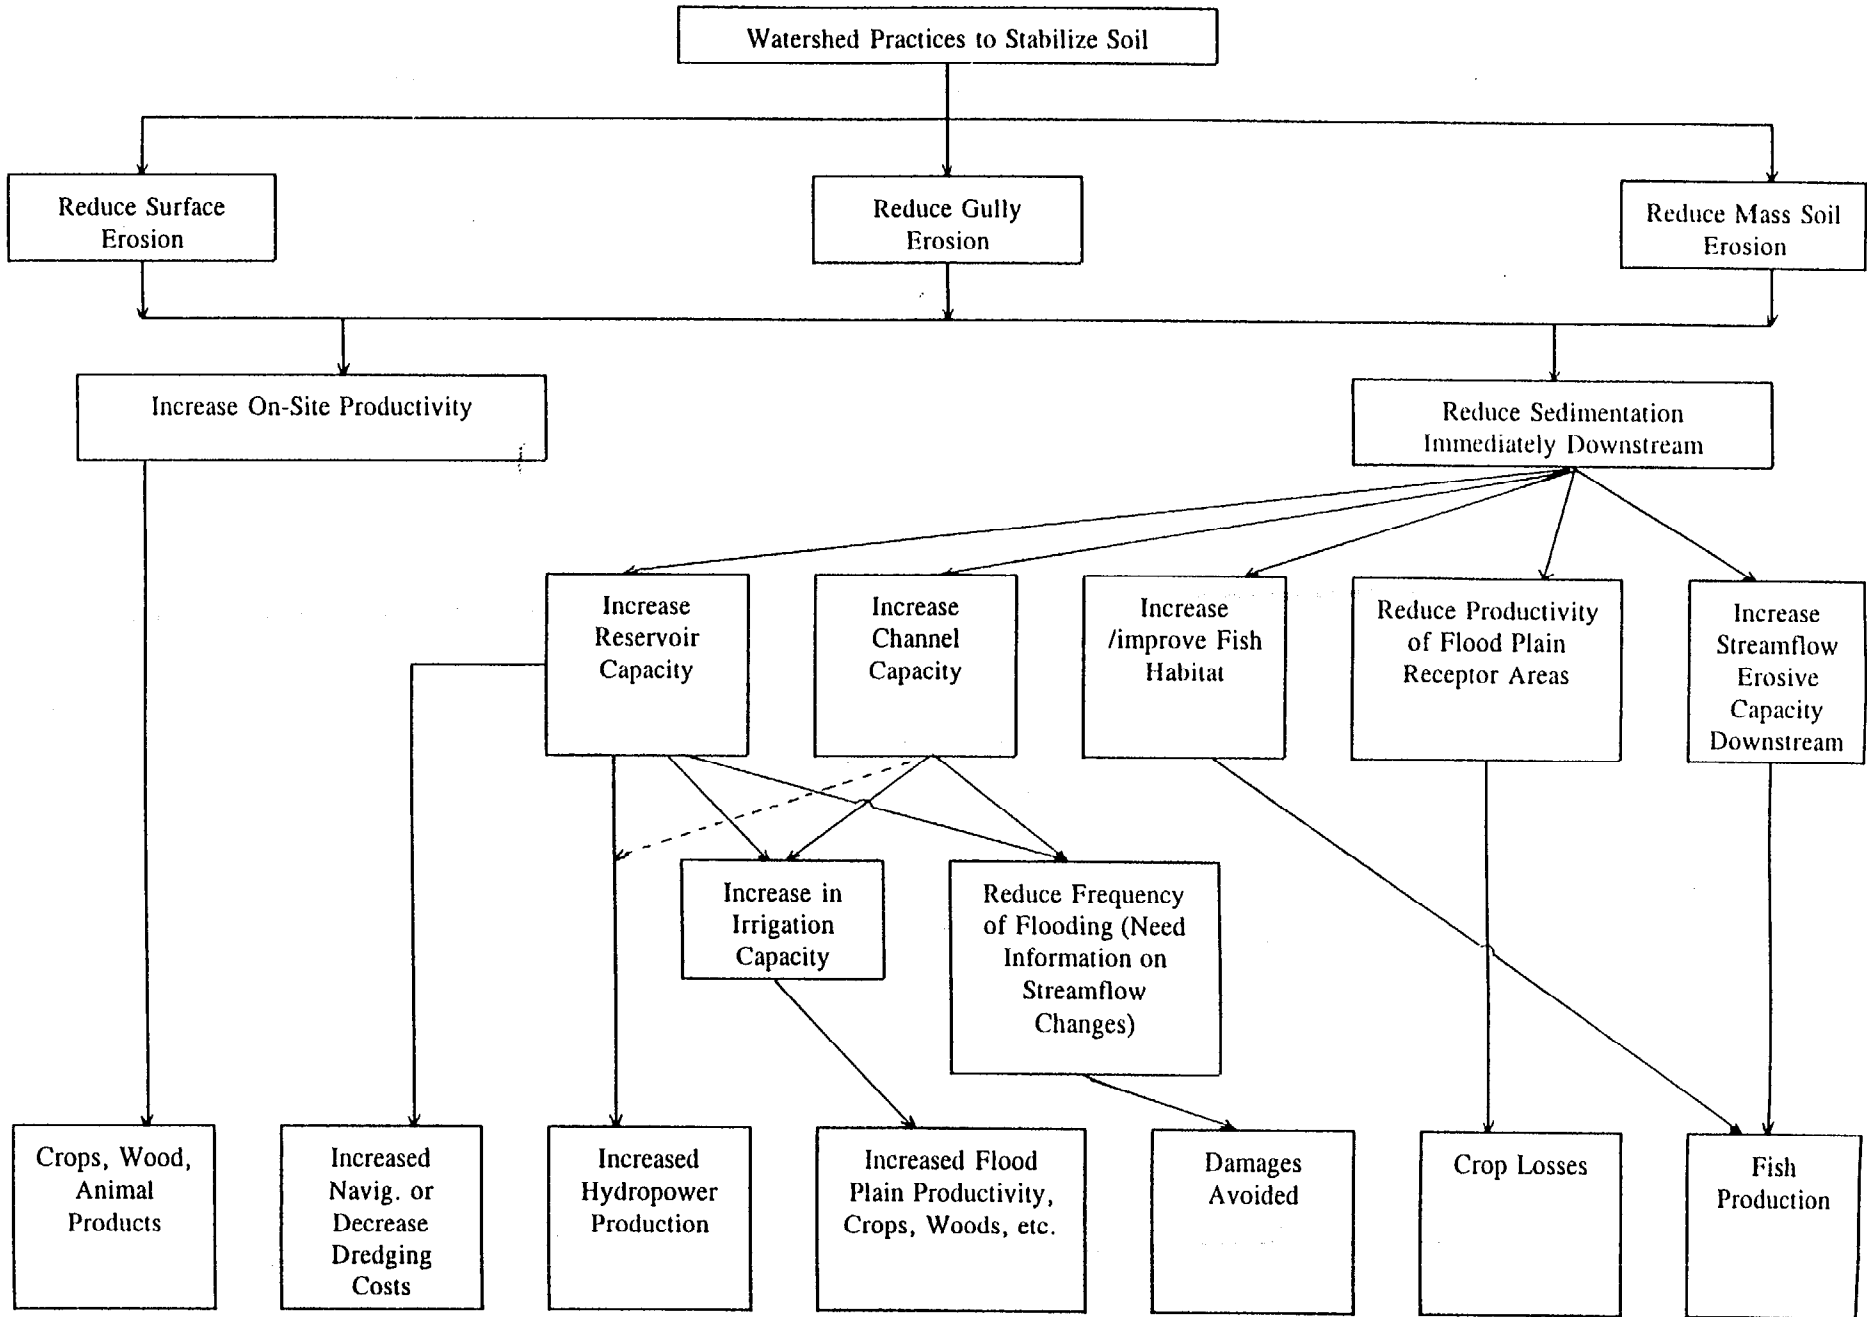 Watershed Practices to Stabilize Soil
Reduce Surface
Erosion
Reduce Gully
Erosion
Reduce Mass Soil
Erosion
Increase On-Site Productivity
Reduce Sedimentation
Immediately Downstream
Increase
Reservoir
Capacity
Increase
Channel
Capacity
Increase
/improve Fish
Habitat
Reduce Productivity
of Flood Plain
Receptor Areas
Increase
Streamflow
Erosive
Capacity
Downstream
Increase in
Irrigation
Capacity
Reduce Frequency
of Flooding (Need
Information on
Streamflow
Changes)
Crops, Wood,
Animal
Products
Increased
Navig. or
Decrease
Dredging
Costs
Increased
Hydropower
Production
Increased Flood
Plain Productivity,
Crops, Woods, etc.
Damages
Avoided
Crop Losses
Fish
Production